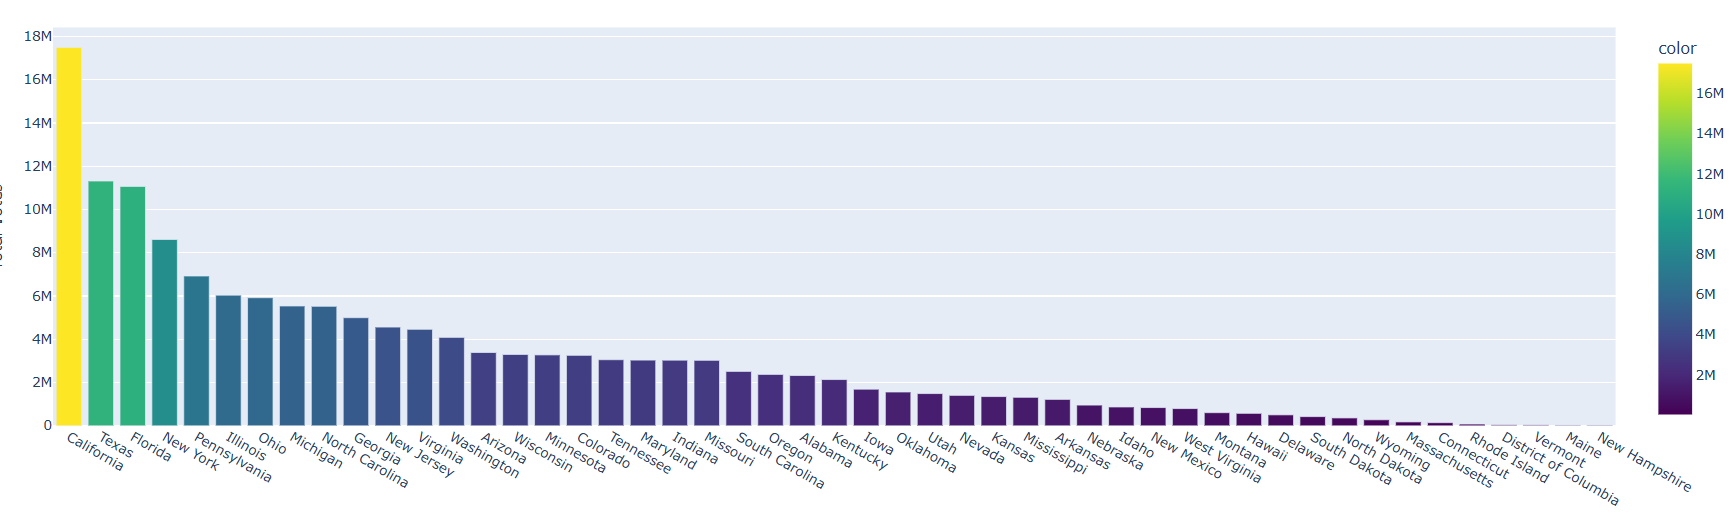 18M
16M
14M
12M
10M
8M
6M
4M
2M
0
California
Texas
Florida
New York
Pennsylvania
Illinois
Ohio
Michigan
North Carolina
Georgia
New Jersey
Virginia
Washington
Arizona
Wisconsin
Minnesota
Colorado
Tennessee
Maryland
Indiana
Missouri
South Carolina
Oregon
Alabama
Kentucky
Iowa
Oklahoma
Utah
Nevada
Kansas
Mississippi
Arkansas
Nebraska
Idaho
New Mexico
West Virginia
Montana
Hawaii
Delaware
South Dakota
North Dakota
Wyoming
Massachusetts
Connecticut
Rhode Island
District of Columbia
Vermont
Maine
New Hampshire
color
16M
14M
12M
10M
8M
6M
4M
2M